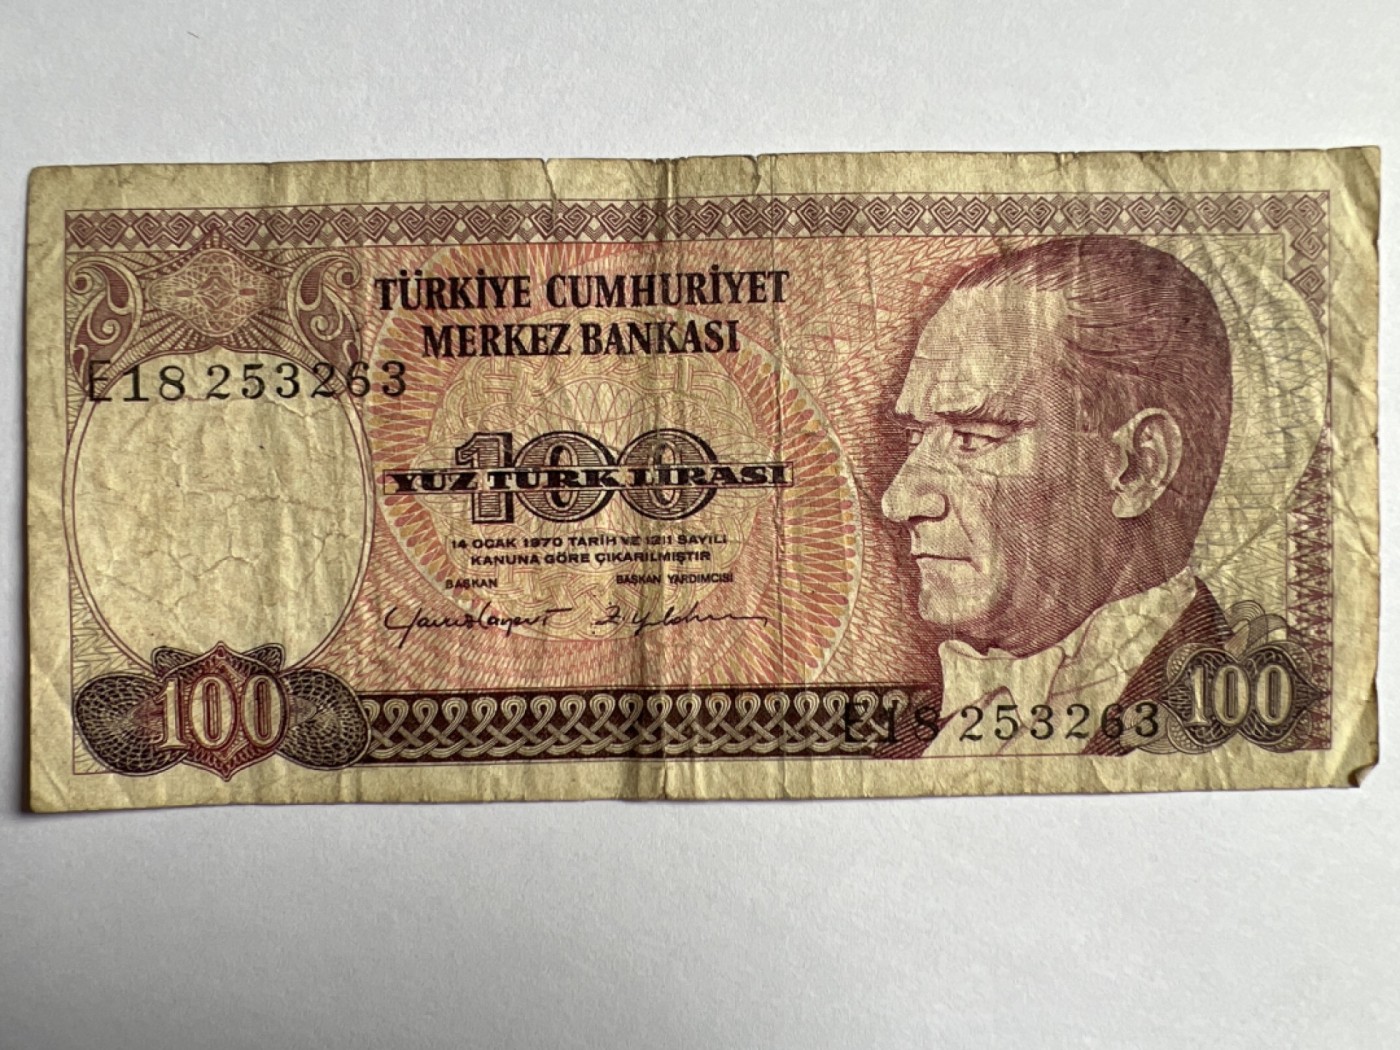 TÜRKİYE CUMHURİYET
MERKEZ BANKASI
E18 253263
100
YÜZ TÜRK LİRASI
14 OCAK 1970 TARİH VE 1211 SAYILI
KANUNA GÖRE ÇIKARILMIŞTIR
BAŞKAN BAŞKAN YARDIMCISI
100
E18 253263
100